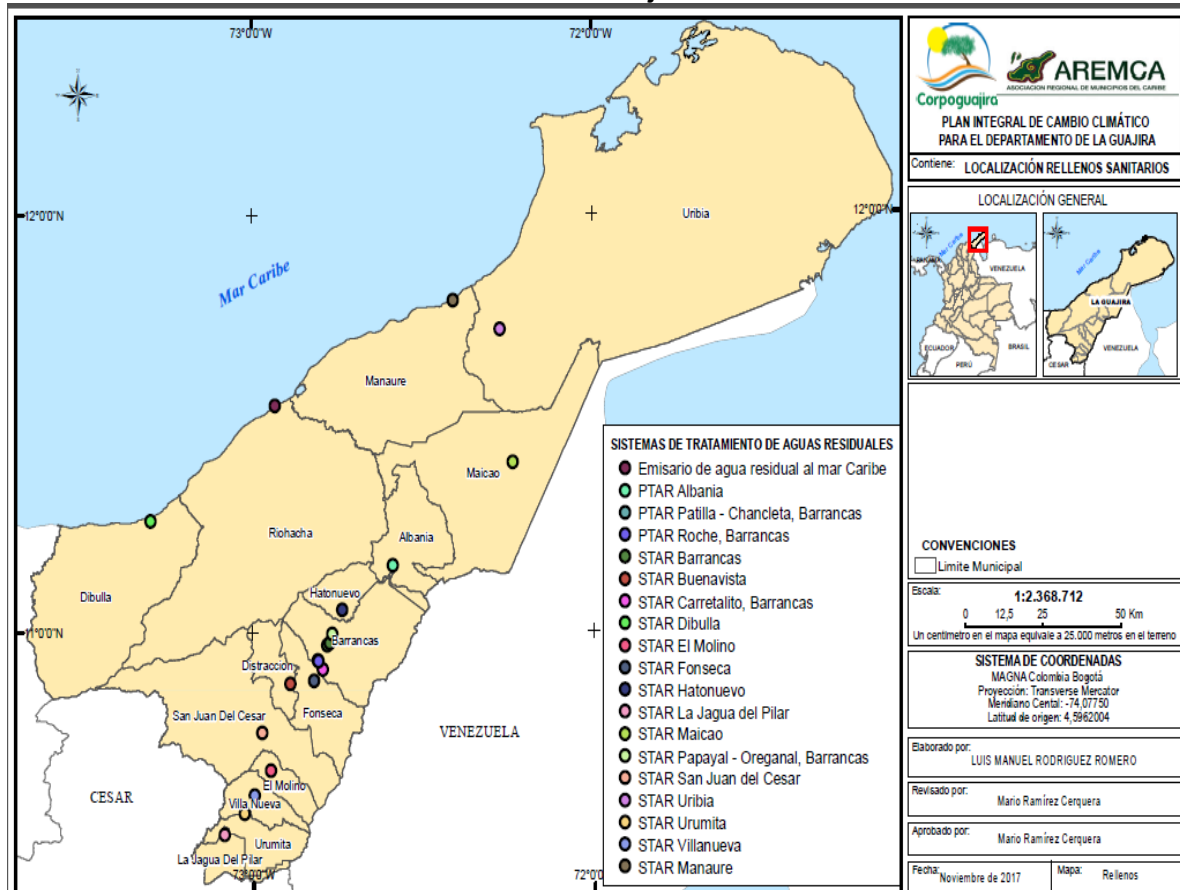 73°0'0"W
72°0'0"W
12°0'0"N
12°0'0"N
Uribia
Mar Caribe
Manaure
Maicao
Riohacha
Albania
Dibulla
Hatonuevo
11°0'0"N
Barrancas
Distraccion
Fonseca
San Juan Del Cesar
VENEZUELA
El Molino
CESAR
Villa Nueva
Urumita
La Jagua Del Pilar
73°0'0"W
72°0'0"W
SISTEMAS DE TRATAMIENTO DE AGUAS RESIDUALES
Emisario de agua residual al mar Caribe
PTAR Albania
PTAR Patilla - Chancleta, Barrancas
PTAR Roche, Barrancas
STAR Barrancas
STAR Buenavista
STAR Carretalito, Barrancas
STAR Dibulla
STAR El Molino
STAR Fonseca
STAR Hatonuevo
STAR La Jagua del Pilar
STAR Maicao
STAR Papayal - Oreganal, Barrancas
STAR San Juan del Cesar
STAR Uribia
STAR Urumita
STAR Villanueva
STAR Manaure
Corpoguajira
AREMCA
ASOCIACION REGIONAL DE MUNICIPIOS DEL CARIBE
PLAN INTEGRAL DE CAMBIO CLIMÁTICO
PARA EL DEPARTAMENTO DE LA GUAJIRA
Contiene: LOCALIZACIÓN RELLENOS SANITARIOS
LOCALIZACIÓN GENERAL
Mar Caribe
PANAMÁ
VENEZUELA
ECUADOR
BRASIL
PERÚ
Mar Caribe
LA GUAJIRA
VENEZUELA
CESAR
CONVENCIONES
Limite Municipal
Escala:
1:2.368.712
0 12,5 25 50 Km
Un centimetro en el mapa equivale a 25.000 metros en el terreno
SISTEMA DE COORDENADAS
MAGNA Colombia Bogotá
Proyección: Transverse Mercator
Meridiano Cental: -74,07750
Latitud de origen: 4,5962004
Elaborado por:
LUIS MANUEL RODRIGUEZ ROMERO
Revisado por:
Mario Ramírez Cerquera
Aprobado por:
Mario Ramírez Cerquera
Fecha: Noviembre de 2017
Mapa: Rellenos